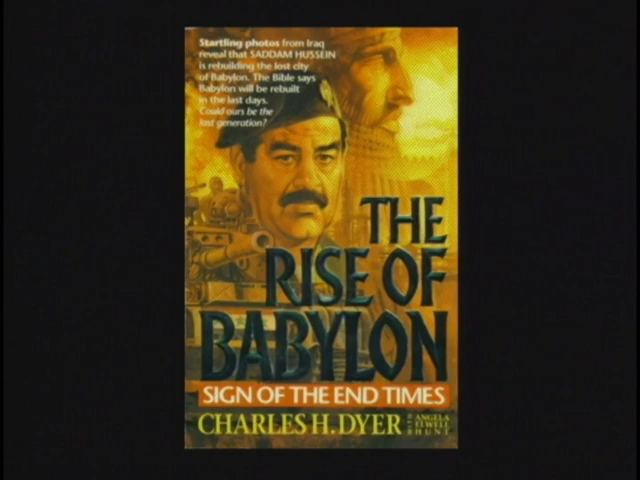 Startling photos from Iraq
reveal that SADDAM HUSSEIN
is rebuilding the lost city
of Babylon. The Bible says
Babylon will be rebuilt
in the last days.
Could ours be the
last generation?
THE
RISE OF
BABYLON
SIGN OF THE END TIMES
CHARLES H. DYER
WITH
ANGELA
ELWELL
HUNT